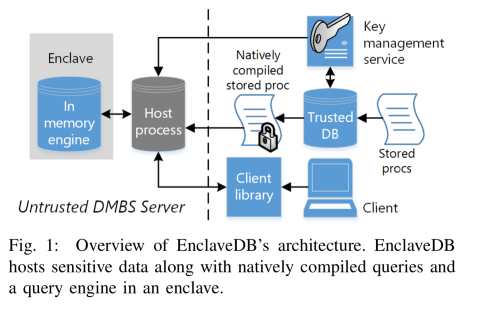 Key
management
service
Enclave
Natively
compiled
stored proc
In
memory
engine
Host
process
Trusted
DB
Stored
procs
Client
library
Client
Untrusted DMBS Server
Fig. 1: Overview of EnclaveDB's architecture. EnclaveDB
hosts sensitive data along with natively compiled queries and
a query engine in an enclave.